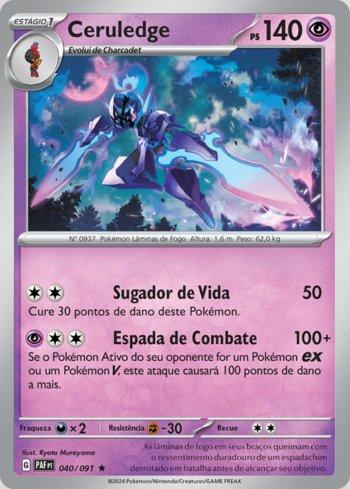 ESTÁGIO 1
Ceruledge
PS 140
Evolui de Charcadet
Nº 0937 Pokémon Lâminas de Fogo Altura: 1,6 m Peso: 62,0 kg
Sugador de Vida 50
Cure 30 pontos de dano deste Pokémon.
Espada de Combate 100+
Se o Pokémon Ativo do seu oponente for um Pokémon ex
ou um Pokémon V, este ataque causará 100 pontos de dano
a mais.
Fraqueza ×2 Resistência -30 Recuo
Ilust. Ryota Murayama
G PAF PT 040/091 ★
As lâminas de fogo em seus braços queimam com
o ressentimento duradouro de um espadachim
derrotado em batalha antes de alcançar seu objetivo.
©2024 Pokémon/Nintendo/Creatures/GAME FREAK